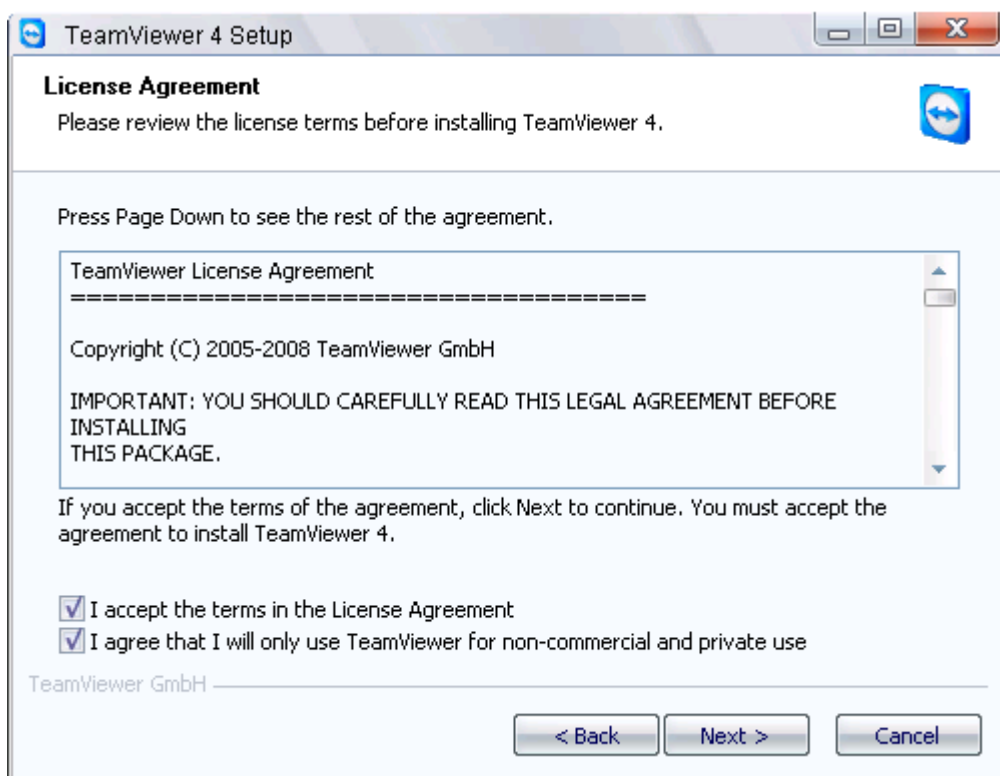 TeamViewer 4 Setup
License Agreement
Please review the license terms before installing TeamViewer 4.
Press Page Down to see the rest of the agreement.
TeamViewer License Agreement
====================================
Copyright (C) 2005-2008 TeamViewer GmbH
IMPORTANT: YOU SHOULD CAREFULLY READ THIS LEGAL AGREEMENT BEFORE
INSTALLING
THIS PACKAGE.
If you accept the terms of the agreement, click Next to continue. You must accept the
agreement to install TeamViewer 4.
I accept the terms in the License Agreement
I agree that I will only use TeamViewer for non-commercial and private use
TeamViewer GmbH
< Back Next > Cancel